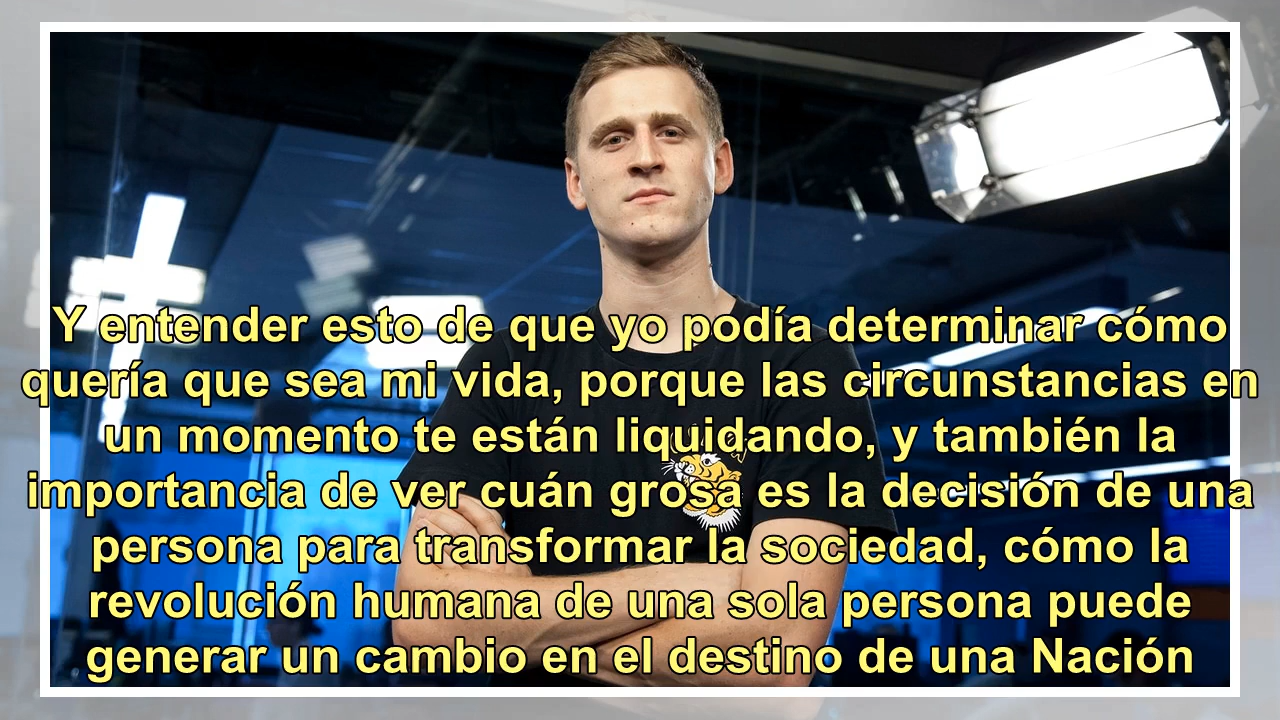 Y entender esto de que yo podía determinar cómo
quería que sea mi vida, porque las circunstancias en
un momento te están liquidando, y también la
importancia de ver cuán grosa es la decisión de una
persona para transformar la sociedad, cómo la
revolución humana de una sola persona puede
generar un cambio en el destino de una Nación